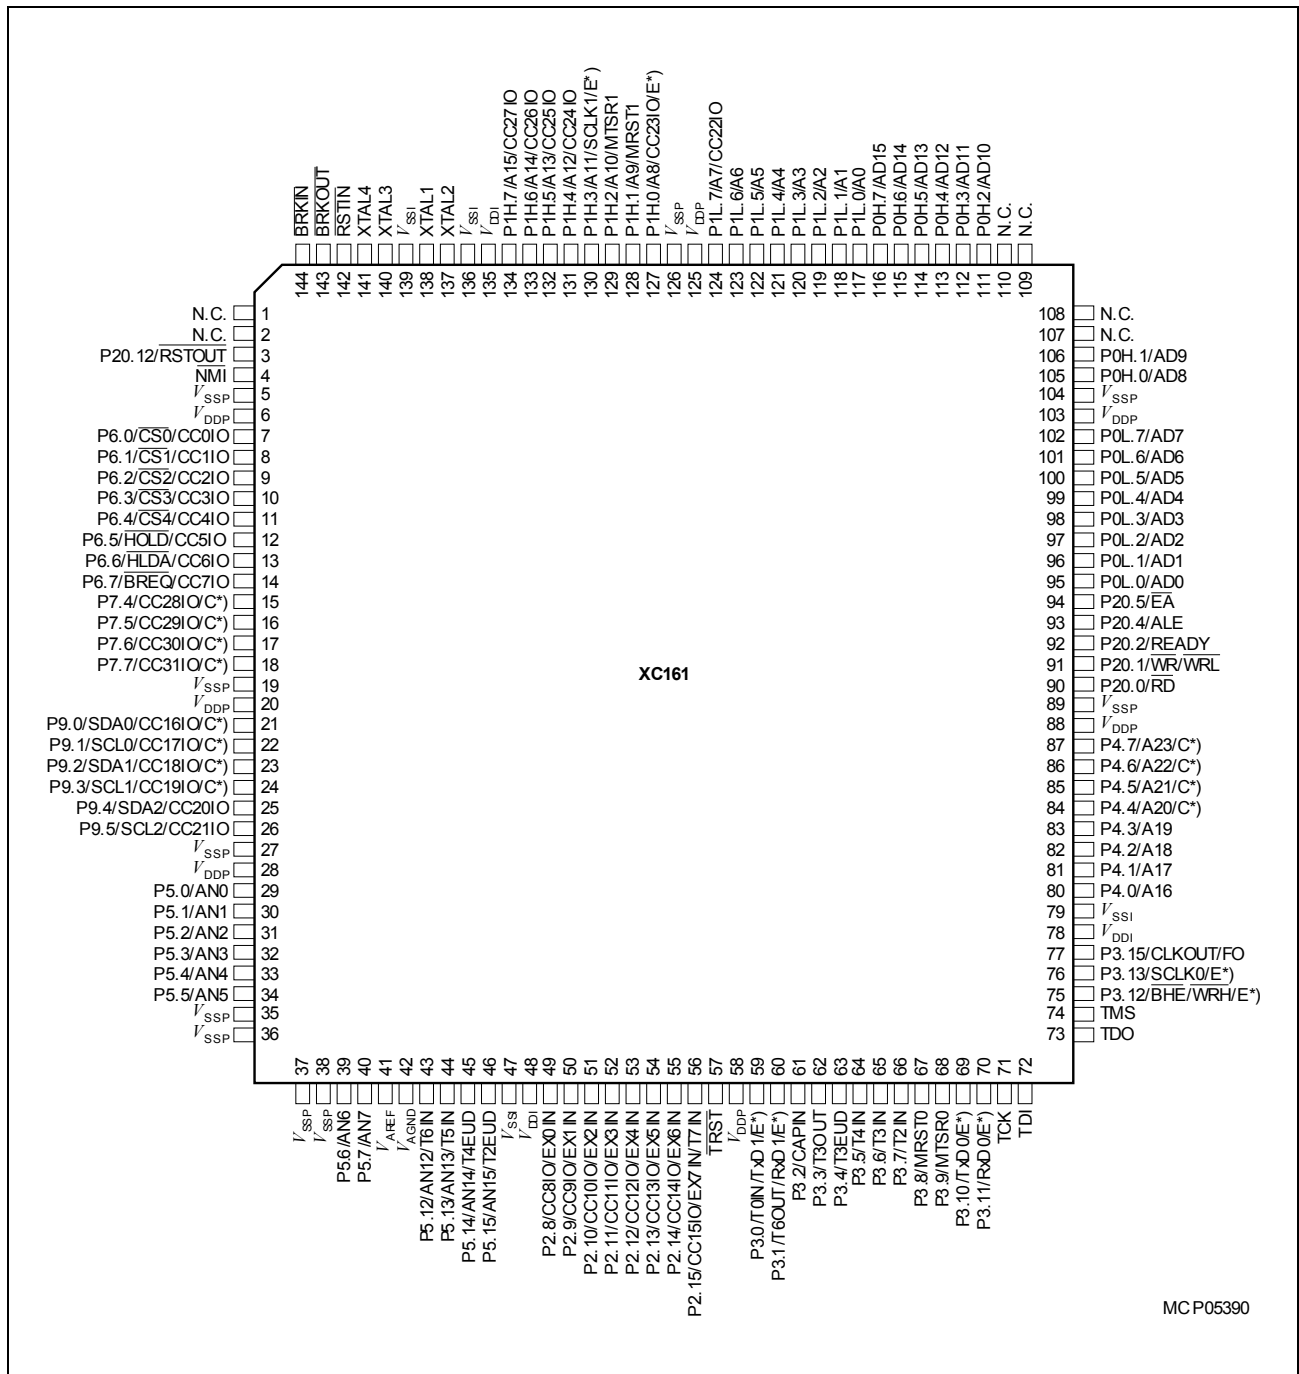 BRKIN
BRKOUT
RSTIN
XTAL4
XTAL3
VSSI
XTAL1
XTAL2
VSSI
VDDI
P1H.7/A15/CC27IO
P1H.6/A14/CC26IO
P1H.5/A13/CC25IO
P1H.4/A12/CC24IO
P1H.3/A11/SCLK1/E*)
P1H.2/A10/MTSR1
P1H.1/A9/MRST1
P1H.0/A8/CC23IO/E*)
VSSP
VDDP
P1L.7/A7/CC22IO
P1L.6/A6
P1L.5/A5
P1L.4/A4
P1L.3/A3
P1L.2/A2
P1L.1/A1
P1L.0/A0
P0H.7/AD15
P0H.6/AD14
P0H.5/AD13
P0H.4/AD12
P0H.3/AD11
P0H.2/AD10
N.C.
N.C.
144
143
142
141
140
139
138
137
136
135
134
133
132
131
130
129
128
127
126
125
124
123
122
121
120
119
118
117
116
115
114
113
112
111
110
109
N.C. 1
N.C. 2
P20.12/RSTOUT 3
NMI 4
VSSP 5
VDDP 6
P6.0/CS0/CC0IO 7
P6.1/CS1/CC1IO 8
P6.2/CS2/CC2IO 9
P6.3/CS3/CC3IO 10
P6.4/CS4/CC4IO 11
P6.5/HOLD/CC5IO 12
P6.6/HLDA/CC6IO 13
P6.7/BREQ/CC7IO 14
P7.4/CC28IO/C*) 15
P7.5/CC29IO/C*) 16
P7.6/CC30IO/C*) 17
P7.7/CC31IO/C*) 18
VSSP 19
VDDP 20
P9.0/SDA0/CC16IO/C*) 21
P9.1/SCL0/CC17IO/C*) 22
P9.2/SDA1/CC18IO/C*) 23
P9.3/SCL1/CC19IO/C*) 24
P9.4/SDA2/CC20IO 25
P9.5/SCL2/CC21IO 26
VSSP 27
VDDP 28
P5.0/AN0 29
P5.1/AN1 30
P5.2/AN2 31
P5.3/AN3 32
P5.4/AN4 33
P5.5/AN5 34
VSSP 35
VSSP 36
XC161
108 N.C.
107 N.C.
106 P0H.1/AD9
105 P0H.0/AD8
104 VSSP
103 VDDP
102 P0L.7/AD7
101 P0L.6/AD6
100 P0L.5/AD5
99 P0L.4/AD4
98 P0L.3/AD3
97 P0L.2/AD2
96 P0L.1/AD1
95 P0L.0/AD0
94 P20.5/EA
93 P20.4/ALE
92 P20.2/READY
91 P20.1/WR/WRL
90 P20.0/RD
89 VSSP
88 VDDP
87 P4.7/A23/C*)
86 P4.6/A22/C*)
85 P4.5/A21/C*)
84 P4.4/A20/C*)
83 P4.3/A19
82 P4.2/A18
81 P4.1/A17
80 P4.0/A16
79 VSSI
78 VDDI
77 P3.15/CLKOUT/FO
76 P3.13/SCLK0/E*)
75 P3.12/BHE/WRH/E*)
74 TMS
73 TDO
37
38
39
40
41
42
43
44
45
46
47
48
49
50
51
52
53
54
55
56
57
58
59
60
61
62
63
64
65
66
67
68
69
70
71
72
VSSP
VSSP
P5.6/AN6
P5.7/AN7
VAREF
VAGND
P5.12/AN12/T6IN
P5.13/AN13/T5IN
P5.14/AN14/T4EUD
P5.15/AN15/T2EUD
VSSI
VDDI
P2.8/CC8IO/EX0IN
P2.9/CC9IO/EX1IN
P2.10/CC10IO/EX2IN
P2.11/CC11IO/EX3IN
P2.12/CC12IO/EX4IN
P2.13/CC13IO/EX5IN
P2.14/CC14IO/EX6IN
P2.15/CC15IO/EX7IN/T7IN
TRST
VDDP
P3.0/T0IN/TxD1/E*)
P3.1/T6OUT/RxD1/E*)
P3.2/CAPIN
P3.3/T3OUT
P3.4/T3EUD
P3.5/T4IN
P3.6/T3IN
P3.7/T2IN
P3.8/MRST0
P3.9/MTSR0
P3.10/TxD0/E*)
P3.11/RxD0/E*)
TCK
TDI
MCP05390